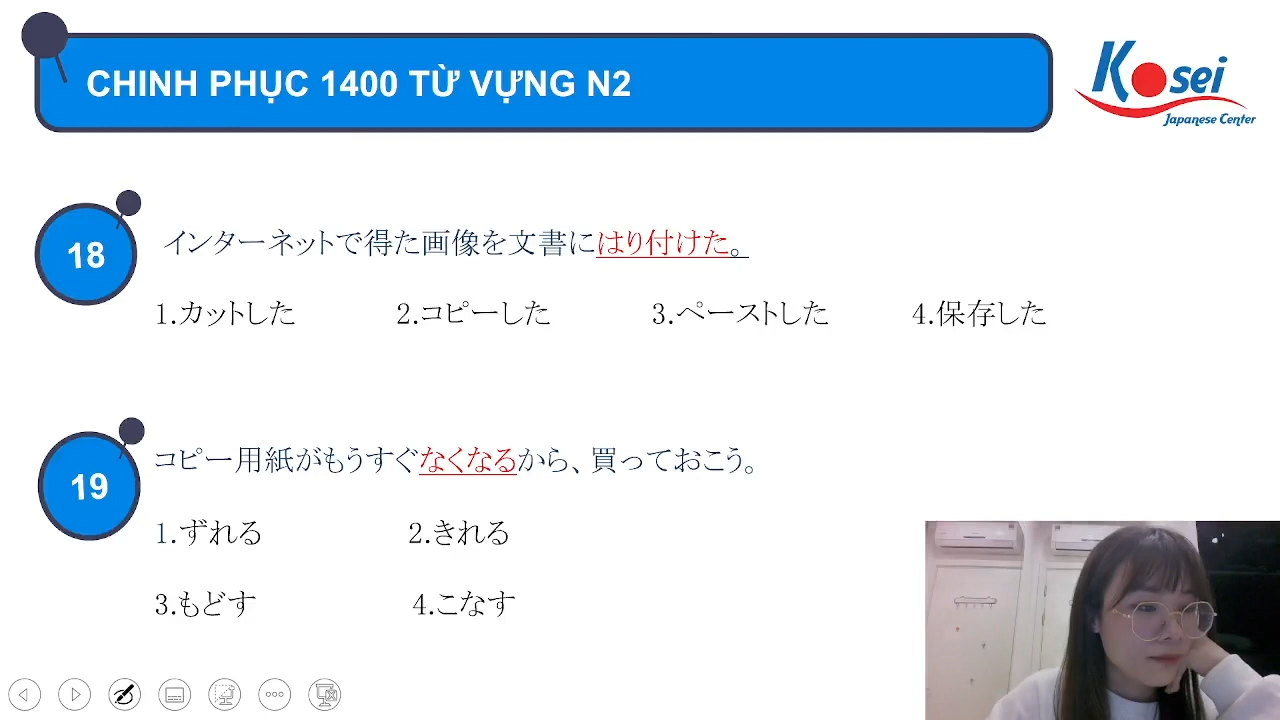 CHINH PHỤC 1400 TỪ VỰNG N2
Kosei
Japanese Center
18
インターネットで得た画像を文書にはり付けた。
1.カットした 2.コピーした 3.ペーストした 4.保存した
19
コピー用紙がもうすぐなくなるから、買っておこう。
1.ずれる 2.きれる
3.もどす 4.こなす